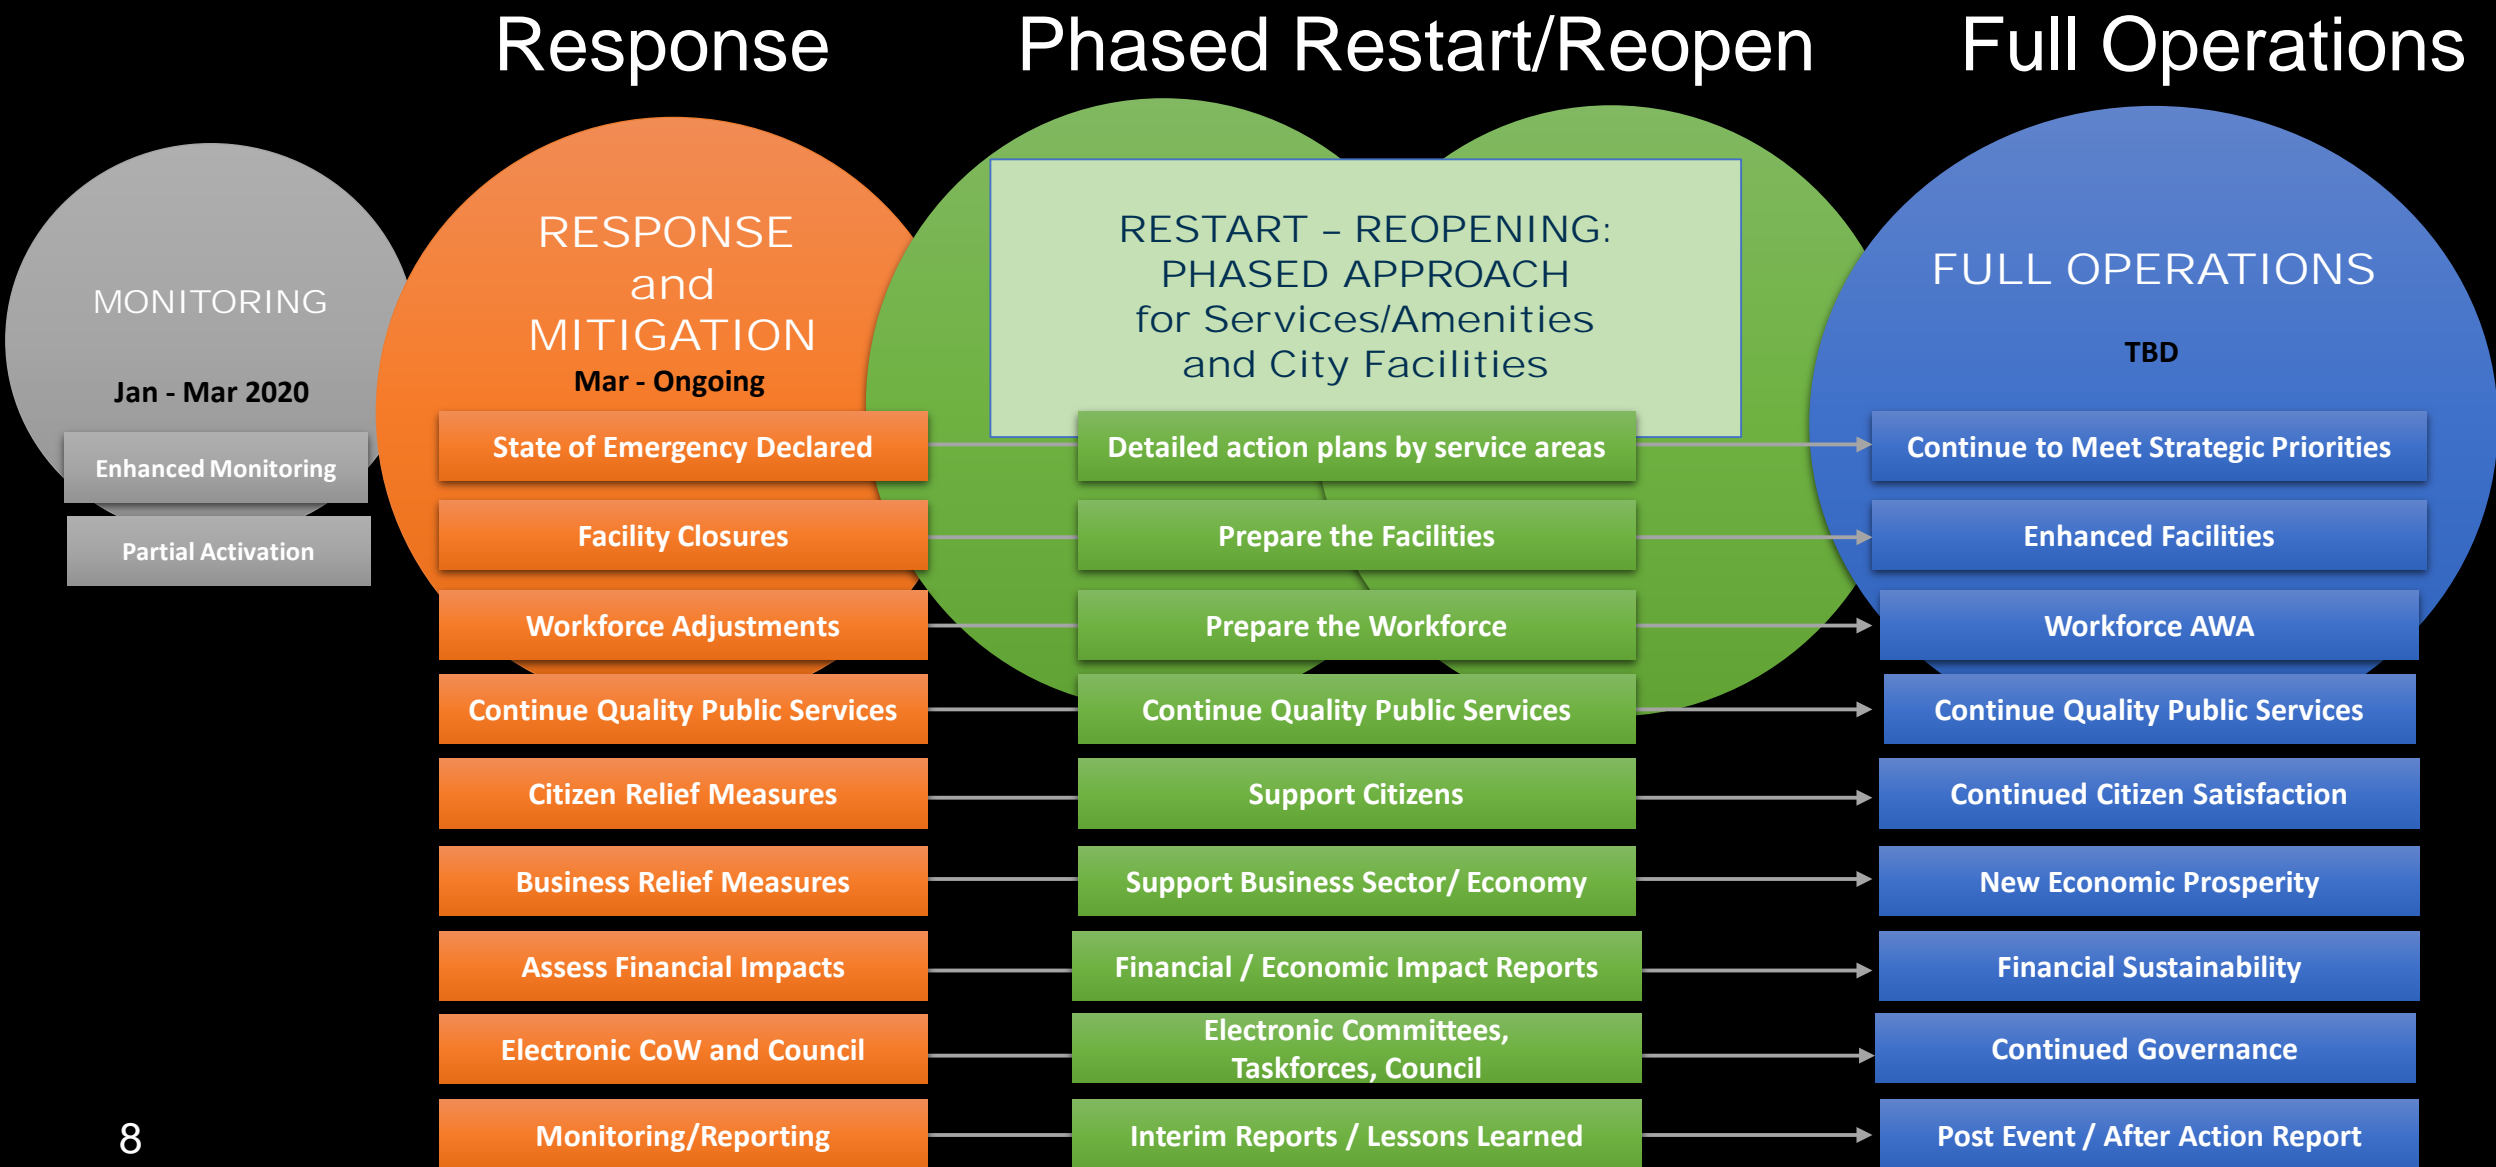 Response
Phased Restart/Reopen
Full Operations
MONITORING
Jan - Mar 2020
Enhanced Monitoring
Partial Activation
RESPONSE
and
MITIGATION
Mar - Ongoing
State of Emergency Declared
Facility Closures
Workforce Adjustments
Continue Quality Public Services
Citizen Relief Measures
Business Relief Measures
Assess Financial Impacts
Electronic CoW and Council
Monitoring/Reporting
RESTART – REOPENING:
PHASED APPROACH
for Services/Amenities
and City Facilities
Detailed action plans by service areas
Prepare the Facilities
Prepare the Workforce
Continue Quality Public Services
Support Citizens
Support Business Sector/ Economy
Financial / Economic Impact Reports
Electronic Committees,
Taskforces, Council
Interim Reports / Lessons Learned
FULL OPERATIONS
TBD
Continue to Meet Strategic Priorities
Enhanced Facilities
Workforce AWA
Continue Quality Public Services
Continued Citizen Satisfaction
New Economic Prosperity
Financial Sustainability
Continued Governance
Post Event / After Action Report
8